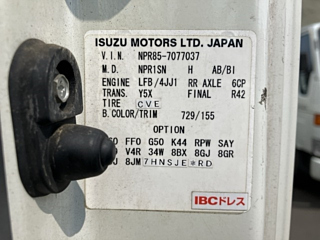 ISUZU MOTORS LTD. JAPAN
V.I.N. NPR85-7077037
M.D. NPR1SN H AB/BI
ENGINE LFB/4JJ1 RR AXLE 6CP
TRANS. Y5X FINAL R42
TIRE CVE
B.COLOR/TRIM 729/155
OPTION
FF0 G50 K44 RPW SAY
V4R 34W 8BX 8GJ 8GR
8JM 7HNSJE*RD
IBCドレス